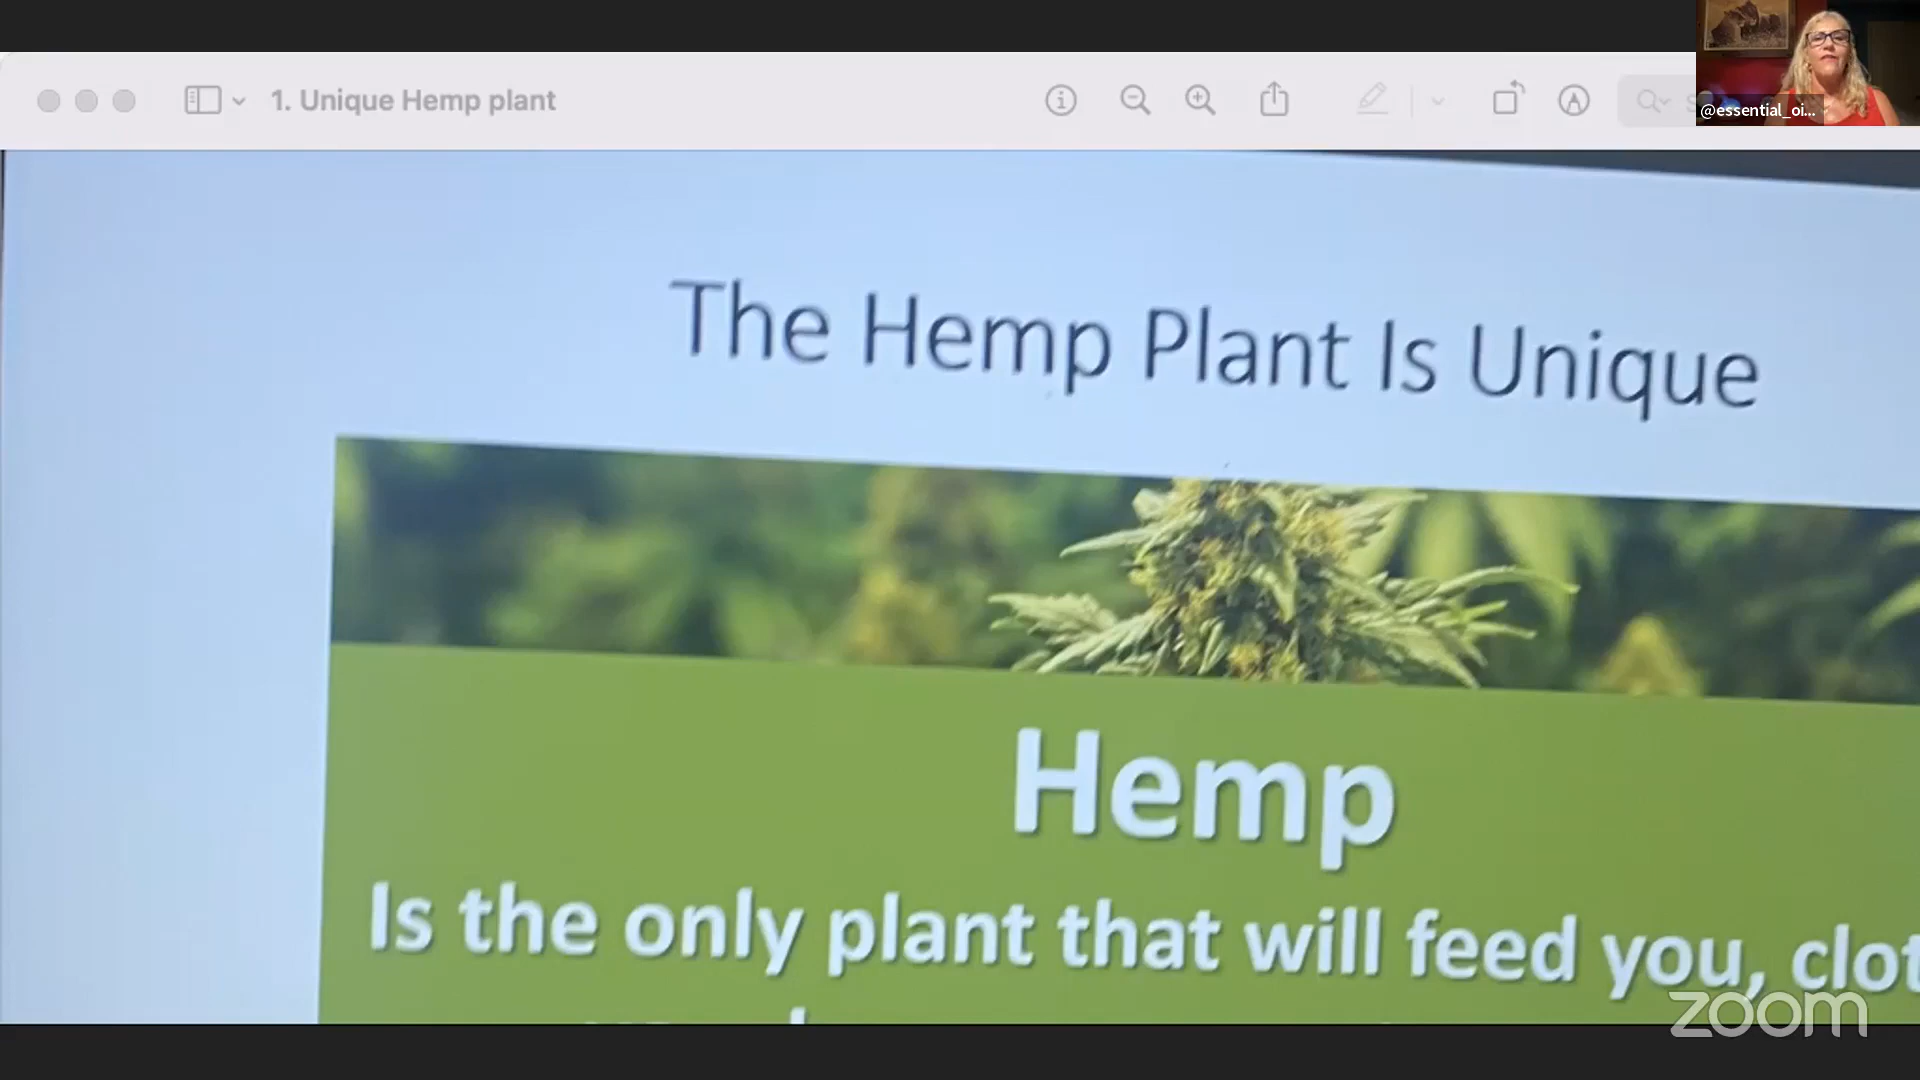 1. Unique Hemp plant
@essential_oi...
The Hemp Plant Is Unique
Hemp
Is the only plant that will feed you, clot
zoom